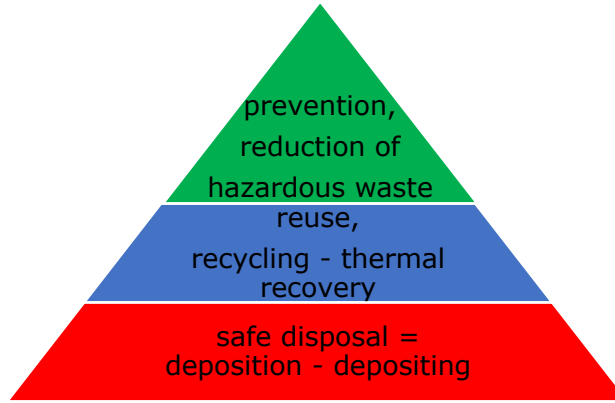 prevention,
reduction of
hazardous waste
reuse,
recycling - thermal
recovery
safe disposal =
deposition - depositing